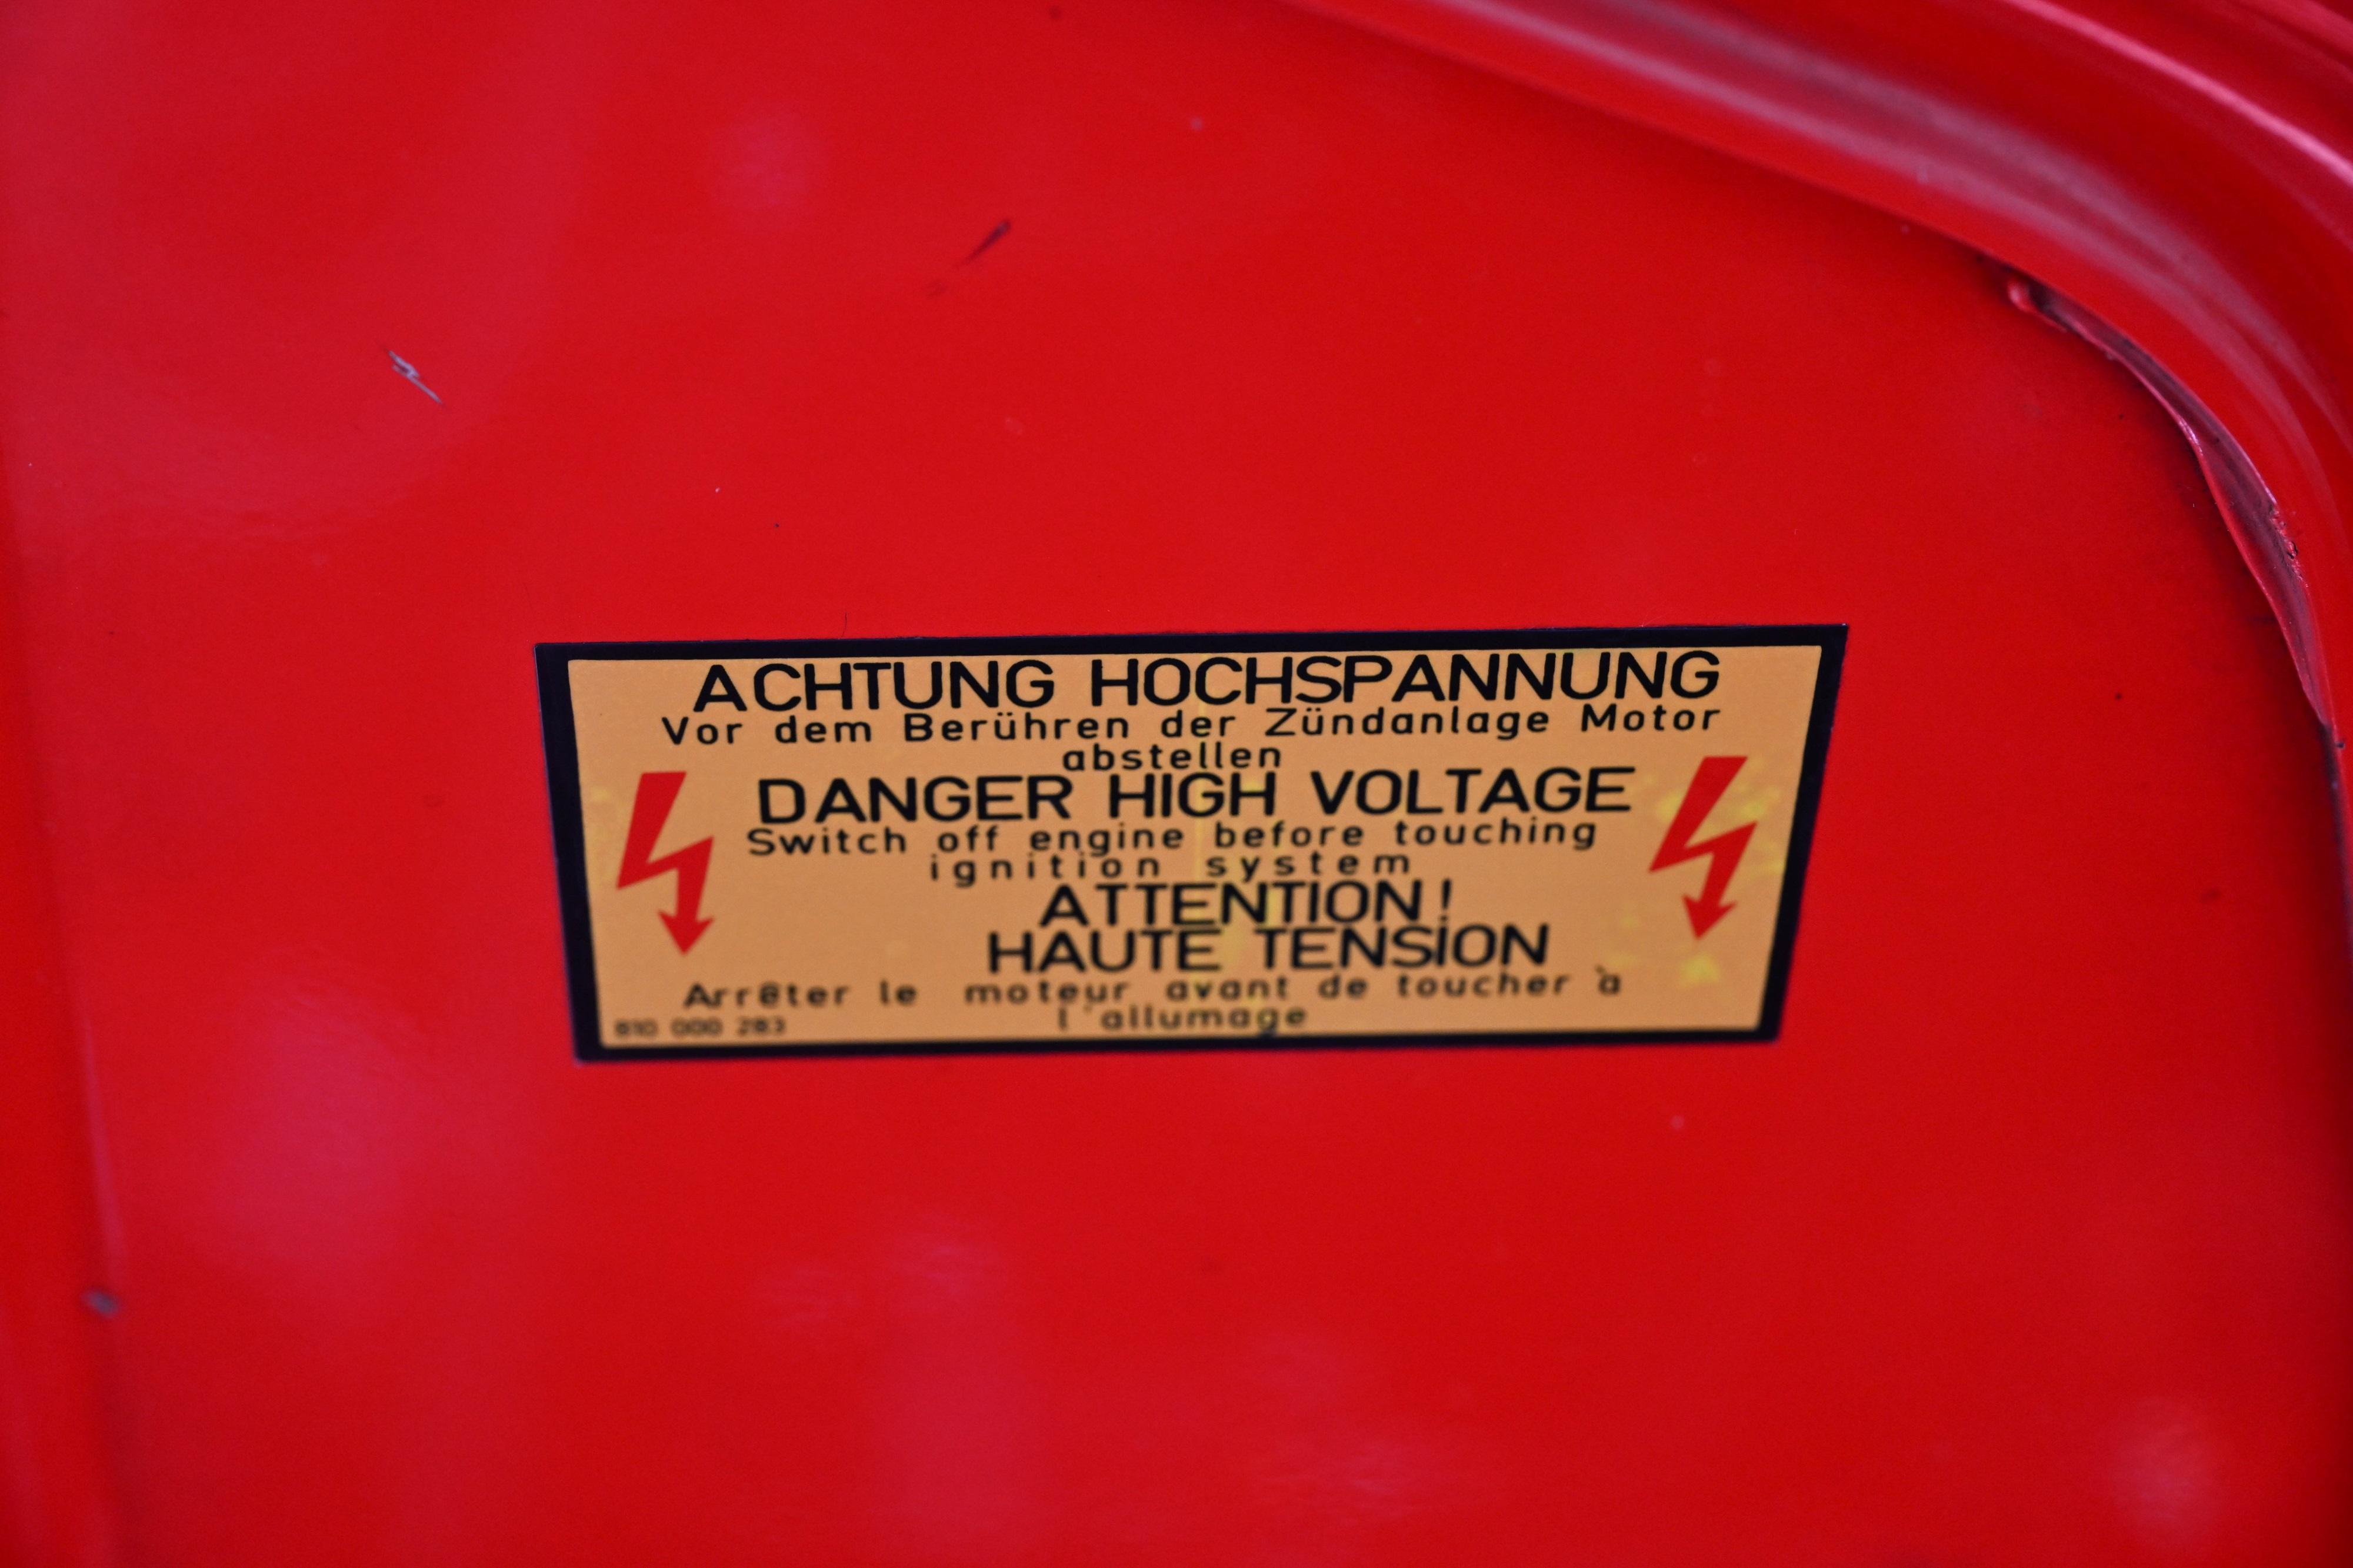 ACHTUNG HOCHSPANNUNG
Vor dem Berühren der Zündanlage Motor
abstellen
DANGER HIGH VOLTAGE
Switch off engine before touching
ignition system
ATTENTION!
HAUTE TENSION
Arrêter le moteur avant de toucher à
l'allumage
810 000 283